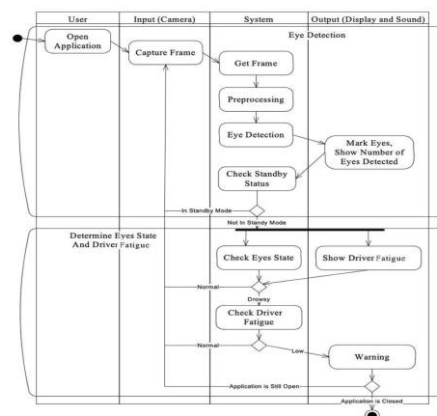 User
Input (Camera)
System
Output (Display and Sound)
Eye Detection
Open
Application
Capture Frame
Get Frame
Preprocessing
Eye Detection
Mark Eyes,
Show Number of
Eyes Detected
Check Standby
Status
In Standby Mode
Not In Standy Mode
Determine Eyes State
And Driver Fatigue
Check Eyes State
Show Driver Fatigue
Normal
Drowsy
Check Driver
Fatigue
Normal
Low
Warning
Application is Still Open
Application is Closed